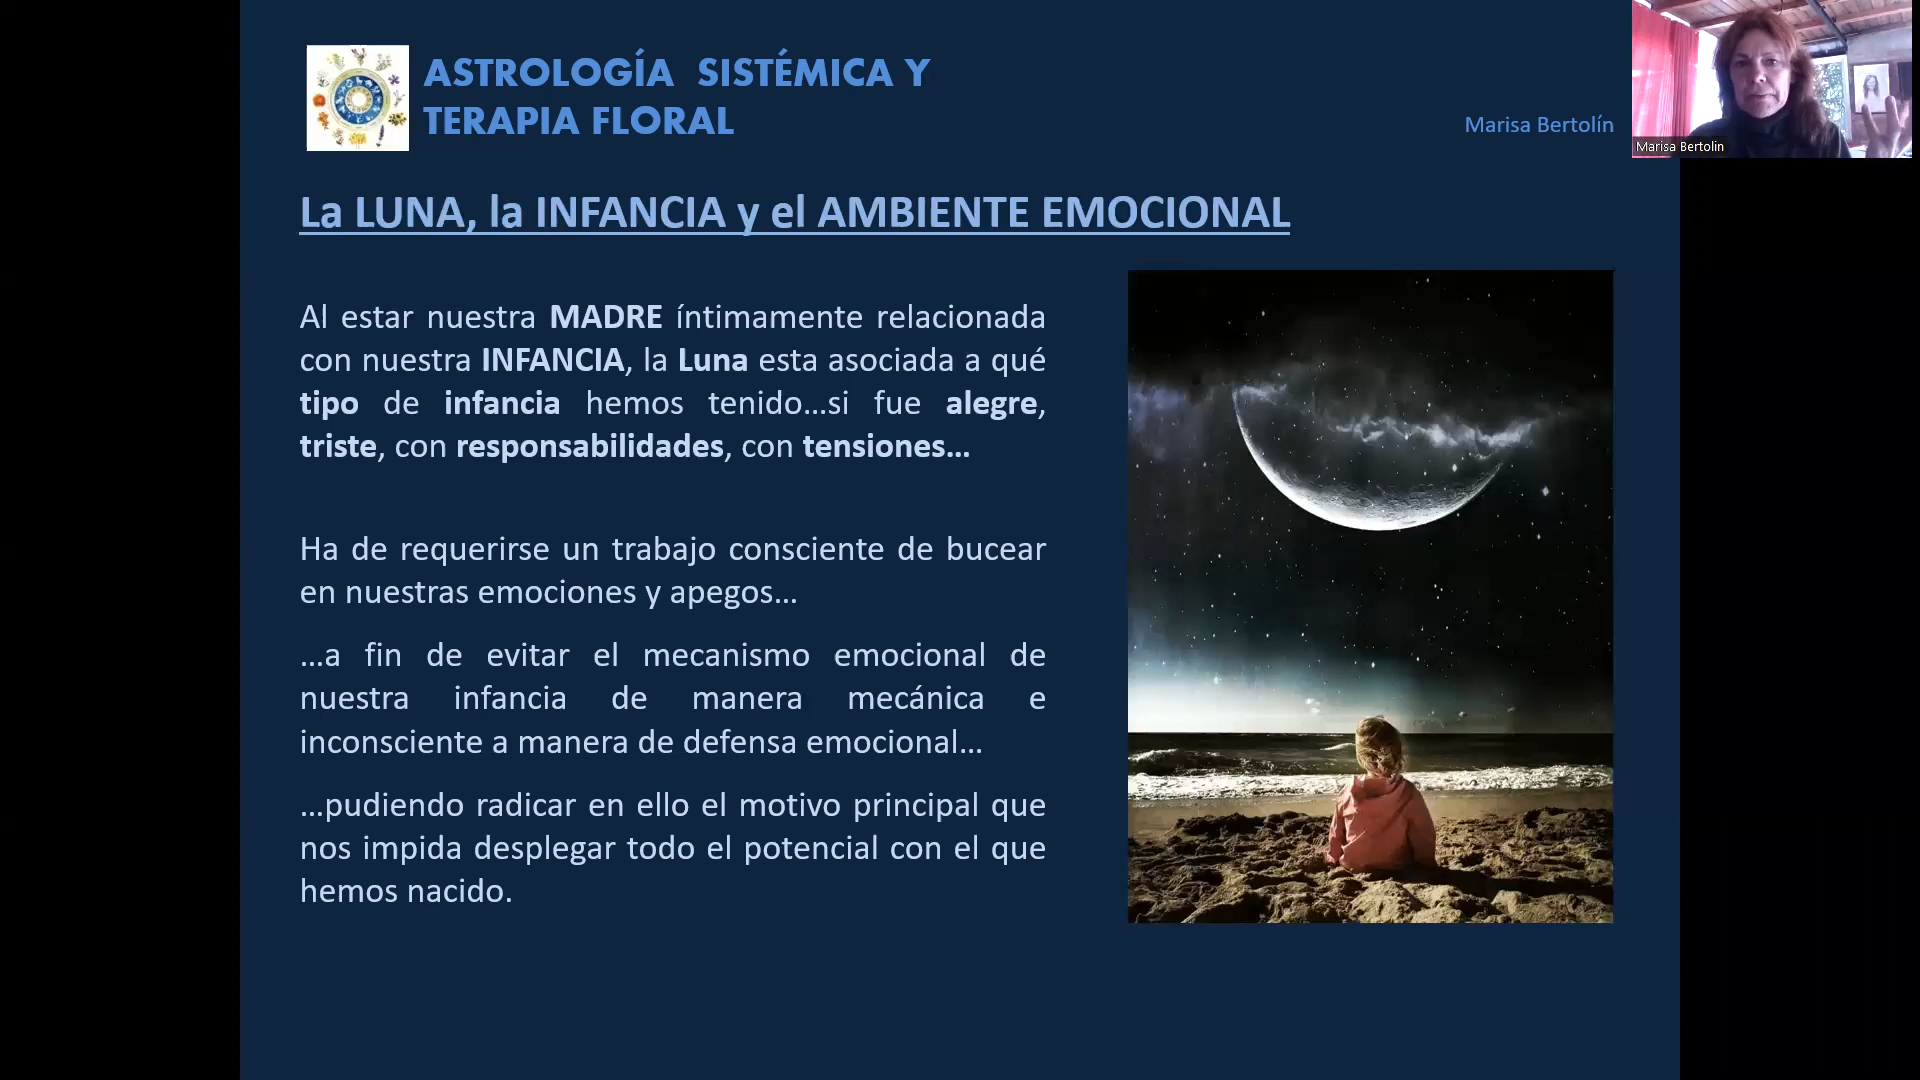 ASTROLOGÍA SISTÉMICA Y
TERAPIA FLORAL
Marisa Bertolín
Marisa Bertolin
La LUNA, la INFANCIA y el AMBIENTE EMOCIONAL
Al estar nuestra MADRE íntimamente relacionada
con nuestra INFANCIA, la Luna esta asociada a qué
tipo de infancia hemos tenido...si fue alegre,
triste, con responsabilidades, con tensiones...
Ha de requerirse un trabajo consciente de bucear
en nuestras emociones y apegos...
...a fin de evitar el mecanismo emocional de
nuestra infancia de manera mecánica e
inconsciente a manera de defensa emocional...
...pudiendo radicar en ello el motivo principal que
nos impida desplegar todo el potencial con el que
hemos nacido.